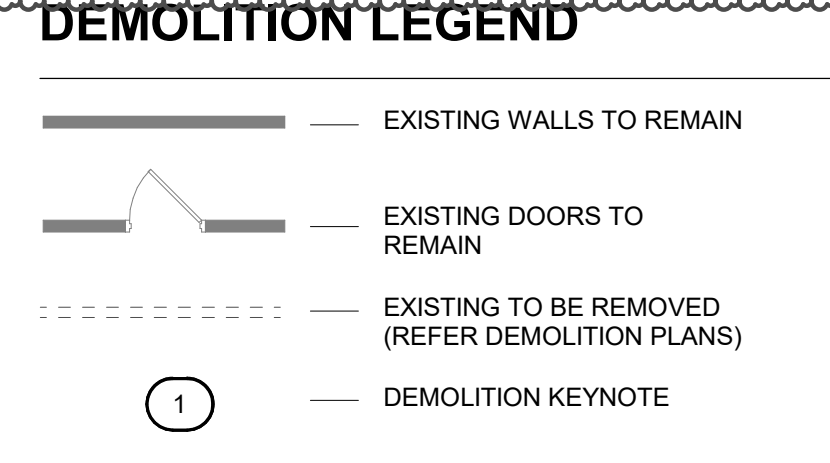 DEMOLITION LEGEND
EXISTING WALLS TO REMAIN
EXISTING DOORS TO
REMAIN
EXISTING TO BE REMOVED
(REFER DEMOLITION PLANS)
1
DEMOLITION KEYNOTE